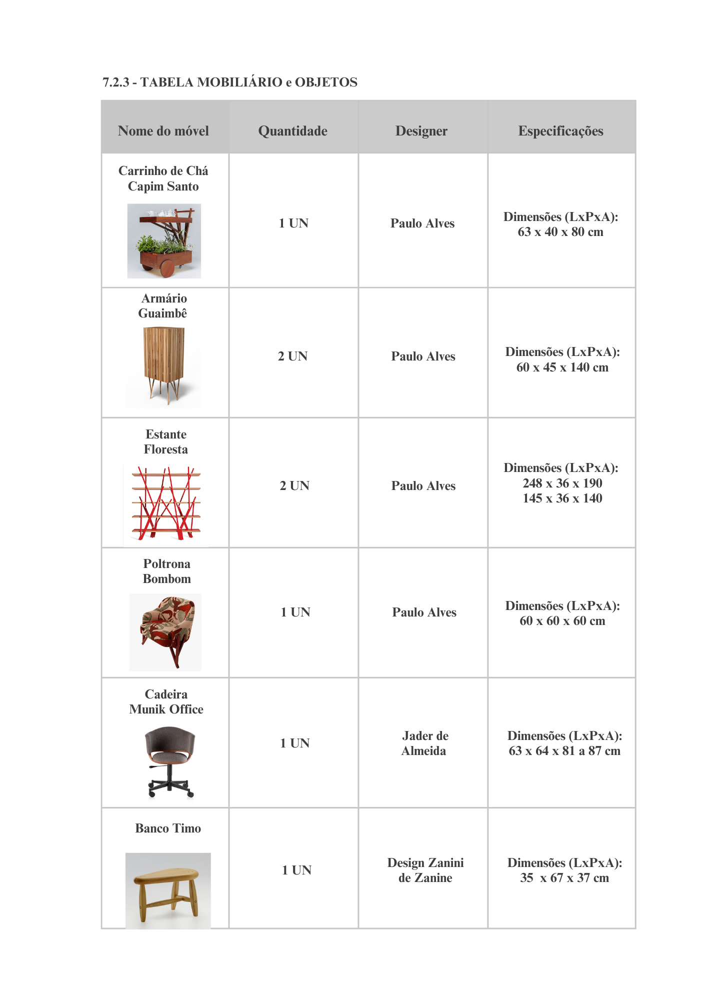 7.2.3 - TABELA MOBILIÁRIO e OBJETOS
Nome do móvel
Quantidade
Designer
Especificações
Carrinho de Chá
Capim Santo
1 UN
Paulo Alves
Dimensões (LxPxA):
63 x 40 x 80 cm
Armário
Guaimbê
2 UN
Paulo Alves
Dimensões (LxPxA):
60 x 45 x 140 cm
Estante
Floresta
2 UN
Paulo Alves
Dimensões (LxPxA):
248 x 36 x 190
145 x 36 x 140
Poltrona
Bombom
1 UN
Paulo Alves
Dimensões (LxPxA):
60 x 60 x 60 cm
Cadeira
Munik Office
1 UN
Jader de
Almeida
Dimensões (LxPxA):
63 x 64 x 81 a 87 cm
Banco Timo
1 UN
Design Zanini
de Zanine
Dimensões (LxPxA):
35  x 67 x 37 cm